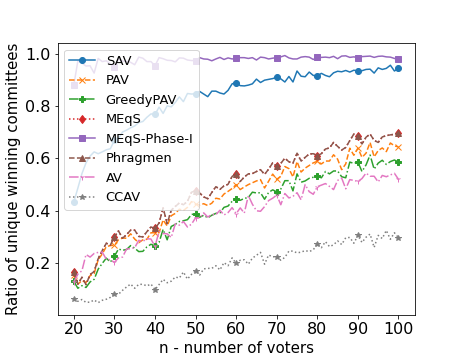 1.0
0.8
0.6
0.4
0.2
Ratio of unique winning committees
SAV
PAV
GreedyPAV
MEqS
MEqS-Phase-I
Phragmen
AV
CCAV
20 30 40 50 60 70 80 90 100
n - number of voters